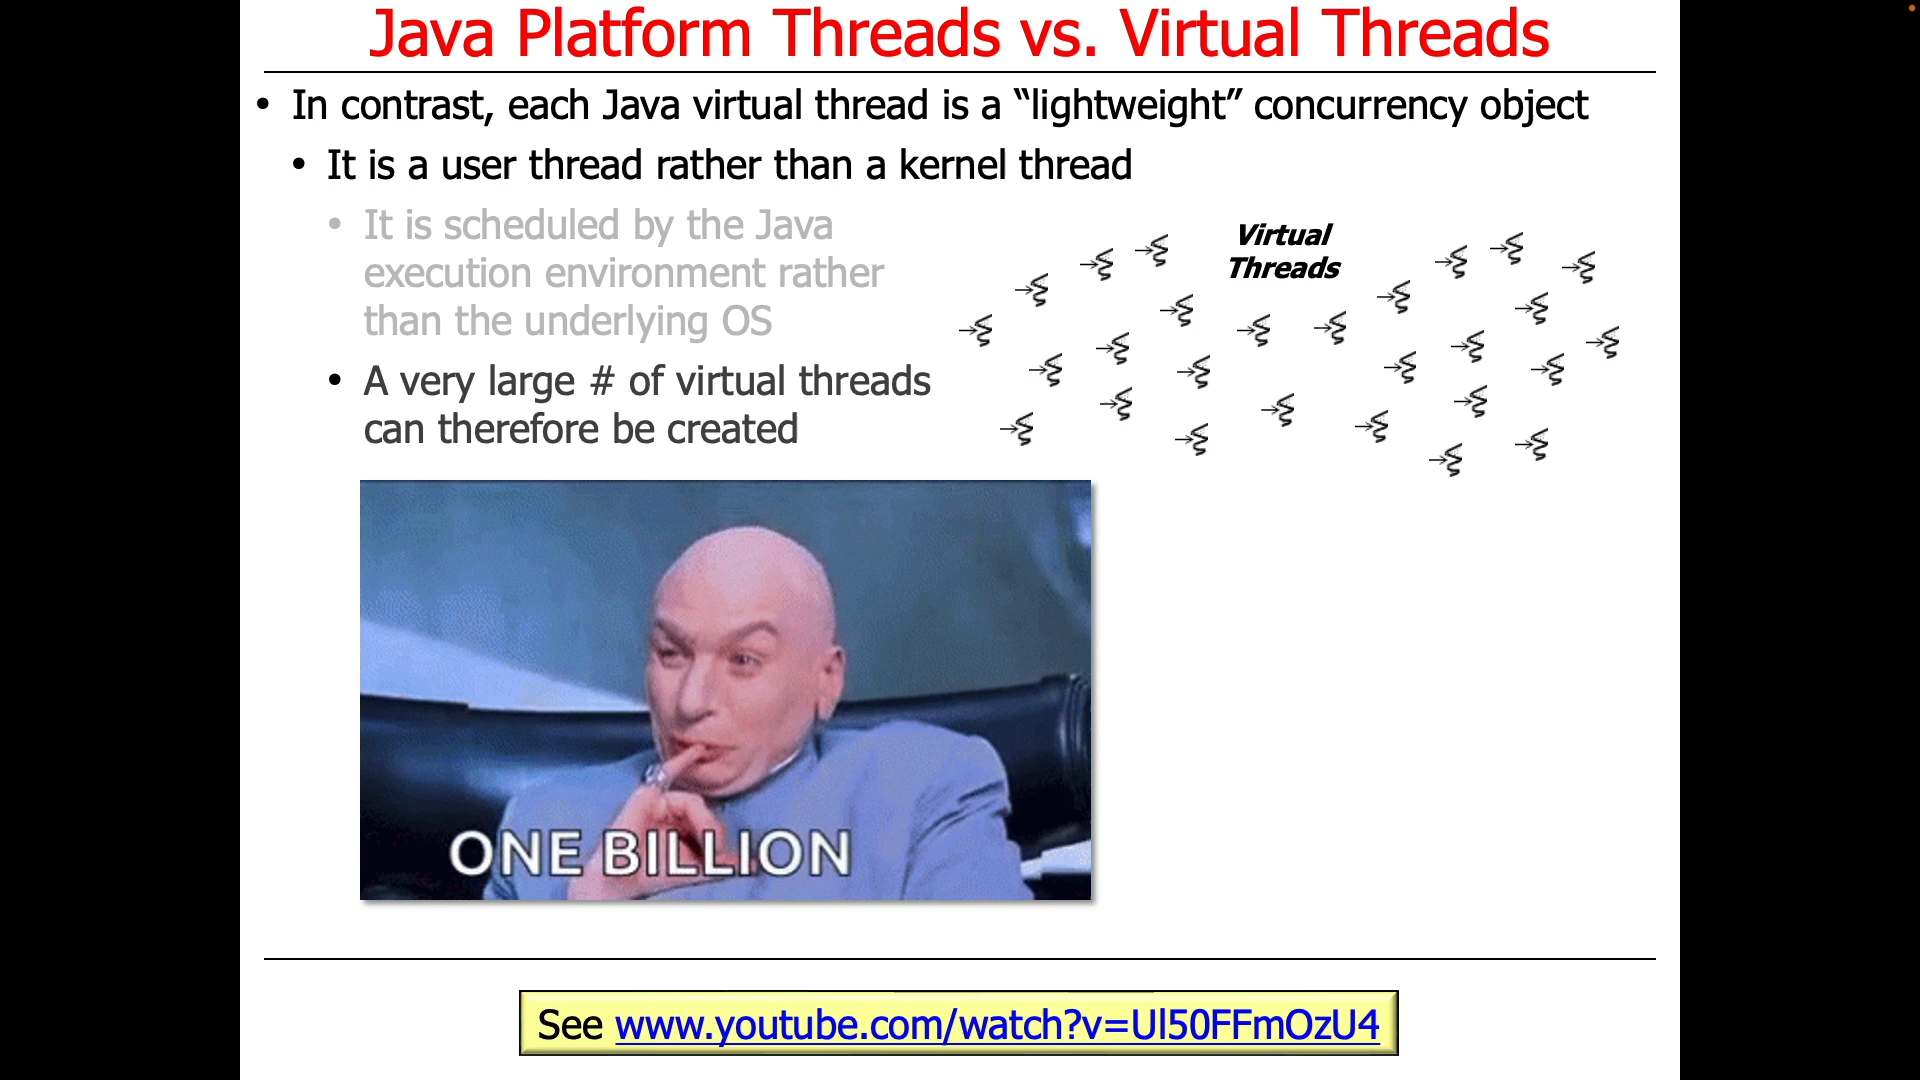 Java Platform Threads vs. Virtual Threads
• In contrast, each Java virtual thread is a “lightweight” concurrency object
• It is a user thread rather than a kernel thread
• It is scheduled by the Java
execution environment rather
than the underlying OS
• A very large # of virtual threads
can therefore be created
Virtual
Threads
ONE BILLION
See www.youtube.com/watch?v=Ul50FFmOzU4